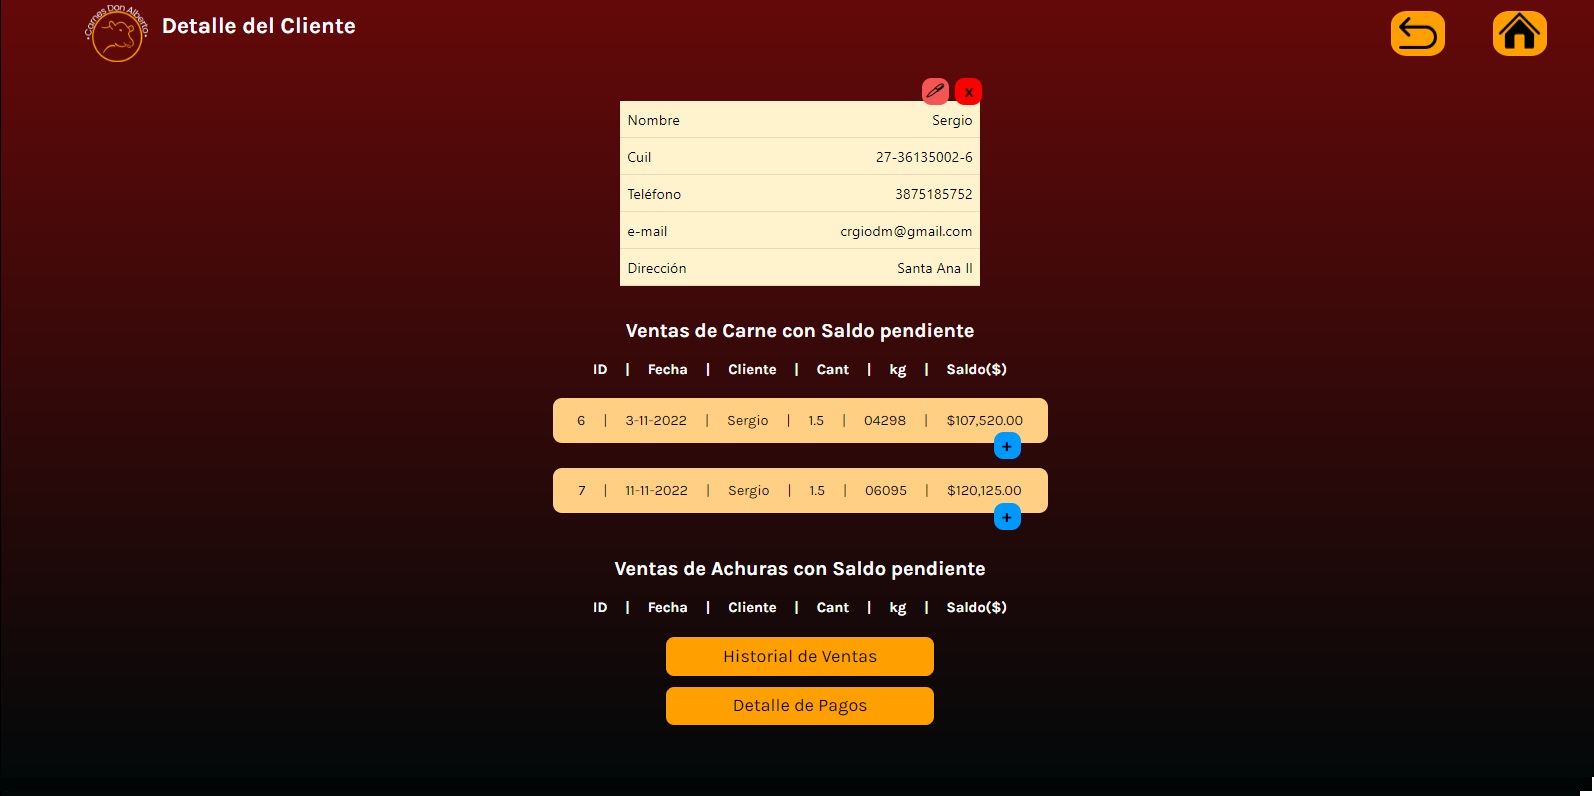 Carnes Don Alberto
Detalle del Cliente
x
Nombre Sergio
Cuil 27-36135002-6
Teléfono 3875185752
e-mail crgiodm@gmail.com
Dirección Santa Ana II
Ventas de Carne con Saldo pendiente
ID | Fecha | Cliente | Cant | kg | Saldo($)
6 | 3-11-2022 | Sergio | 1.5 | 04298 | $107,520.00
+
7 | 11-11-2022 | Sergio | 1.5 | 06095 | $120,125.00
+
Ventas de Achuras con Saldo pendiente
ID | Fecha | Cliente | Cant | kg | Saldo($)
Historial de Ventas
Detalle de Pagos